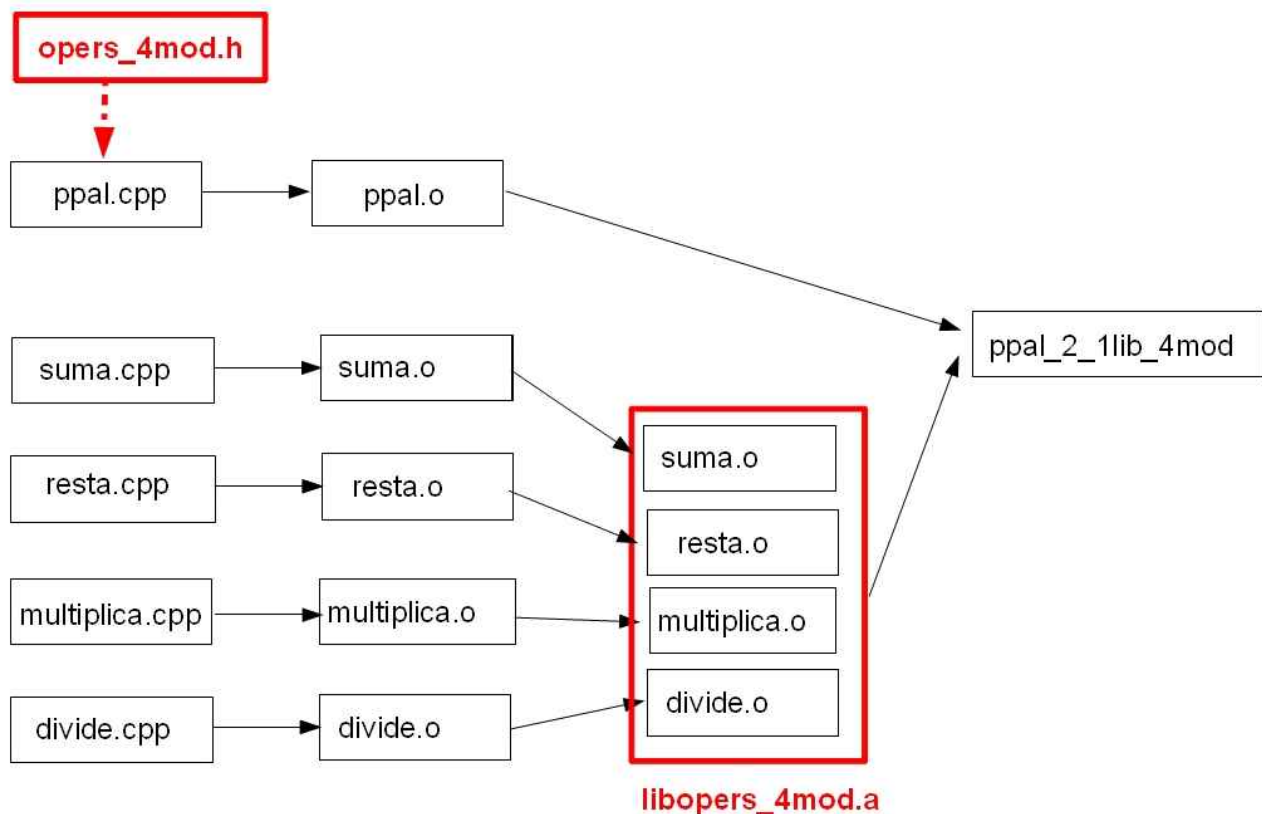 opers_4mod.h
ppal.cpp
ppal.o
ppal_2_1lib_4mod
suma.cpp
suma.o
suma.o
resta.cpp
resta.o
resta.o
multiplica.cpp
multiplica.o
multiplica.o
divide.cpp
divide.o
divide.o
libopers_4mod.a